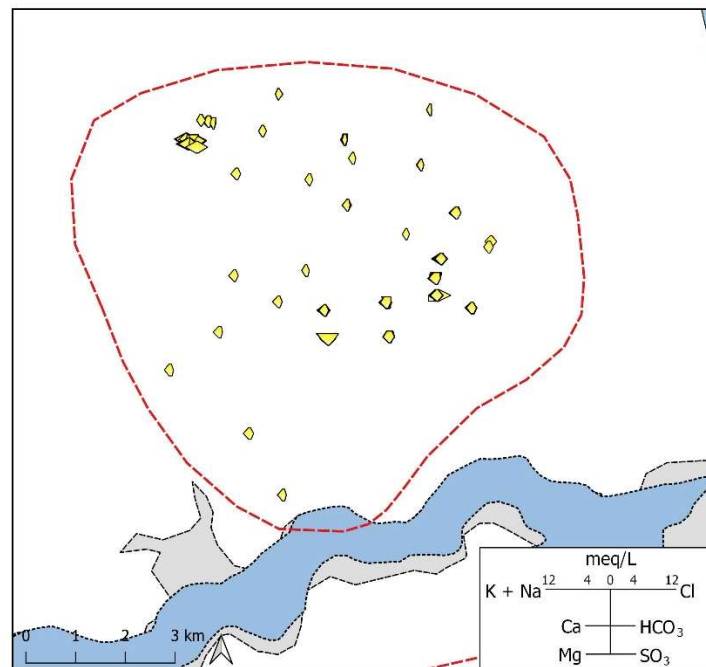 meq/L
12 4 0 4 12
K + Na Cl
Ca HCO₃
Mg SO₃
0 1 2 3 km